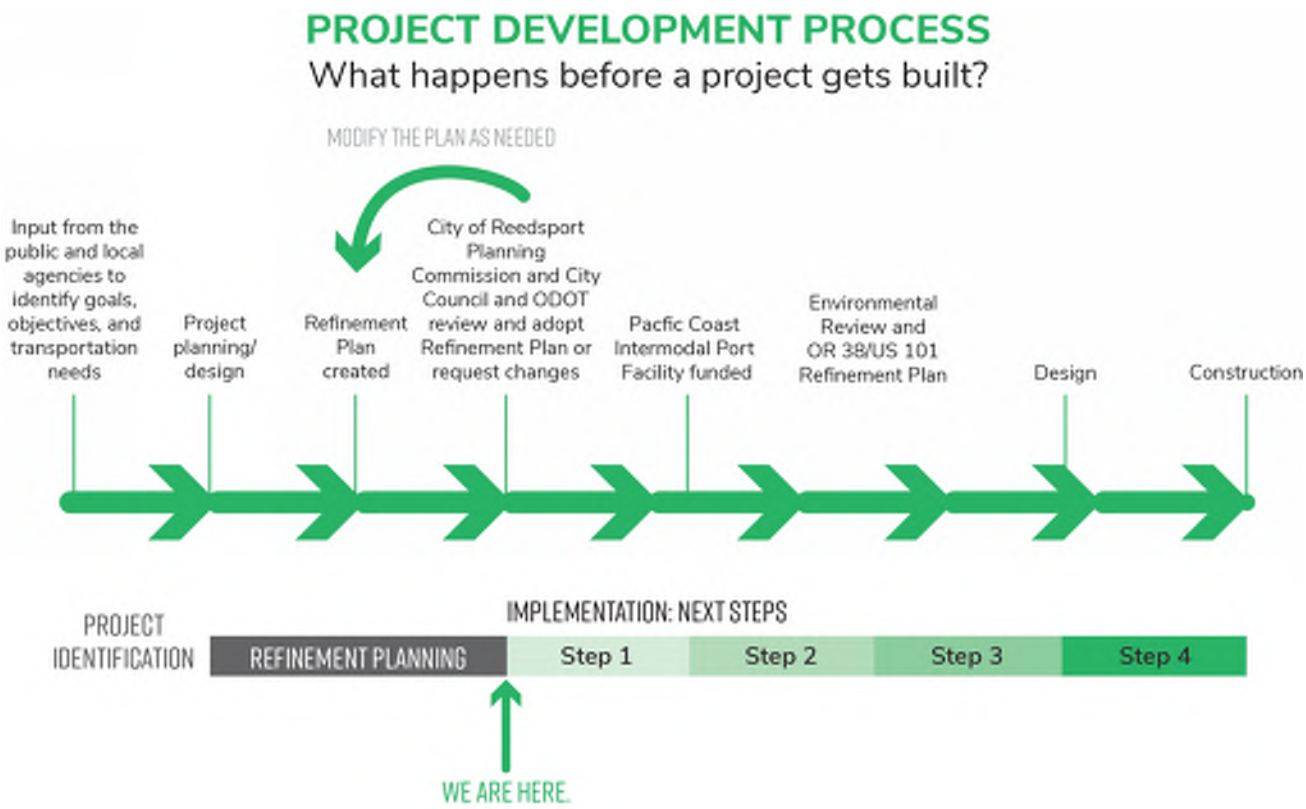 PROJECT DEVELOPMENT PROCESS
What happens before a project gets built?
MODIFY THE PLAN AS NEEDED
Input from the
public and local
agencies to
identify goals,
objectives, and
transportation
needs
Project
planning/
design
Refinement
Plan
created
City of Reedsport
Planning
Commission and City
Council and ODOT
review and adopt
Refinement Plan or
request changes
Pacfic Coast
Intermodal Port
Facility funded
Environmental
Review and
OR 38/US 101
Refinement Plan
Design
Construction
PROJECT
IDENTIFICATION
REFINEMENT PLANNING
IMPLEMENTATION: NEXT STEPS
Step 1
Step 2
Step 3
Step 4
WE ARE HERE.